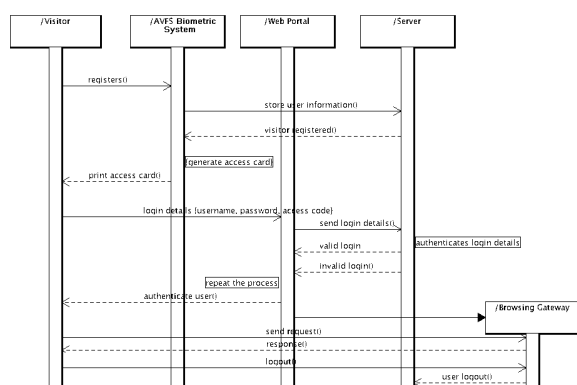 /Visitor
/AVFS Biometric
System
/Web Portal
/Server
registers()
store user information()
visitor registered()
{generate access card}
print access card()
login details {username, password, access code}
send login details()
authenticates login details
valid login
invalid login()
repeat the process
authenticate user()
/Browsing Gateway
send request()
response()
logout()
user logout()